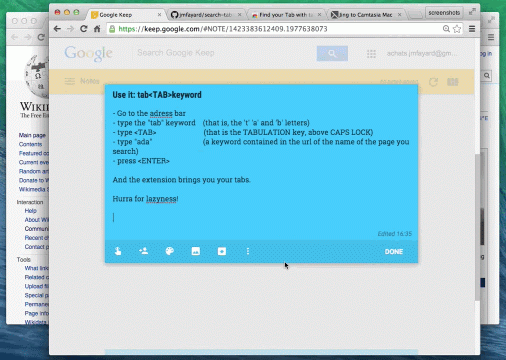 Google Keep
jmfayard/search-tab
Find your Tab with ta
Jing to Camtasia Mac
screenshots
https://keep.google.com/#NOTE/1423383612409.1977638073
Google
Search Google Keep
achats.jmfayard@gm...
Notes
Use it: tab<TAB>keyword
- Go to the adress bar
- type the "tab" keyword (that is, the 't' 'a' and 'b' letters)
- type <TAB> (that is the TABULATION key, above CAPS LOCK)
- type "ada" (a keyword contained in the url of the name of the page you
search)
- press <ENTER>
And the extension brings you your tabs.
Hurra for lazyness!
Edited 16:35
DONE
The Free
Main page
Contents
Featured co
Current eve
Random arti
Donate to
Wikimedia S
Interaction
Help
About Wiki
Commun
Recent ch
Contact p
Tools
What link
Related c
Upload fil
Special p
Permanen
Page info
Wikidata